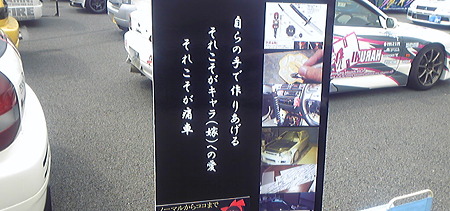 自らの手で作りあげる
それこそがキャラ(嫁)への愛
それこそが痛車
ノーマルからココまで